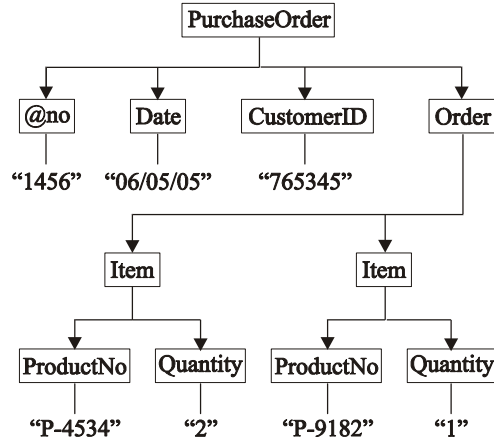 PurchaseOrder
@no Date CustomerID Order
“1456” “06/05/05” “765345”
Item Item
ProductNo Quantity ProductNo Quantity
“P-4534” “2” “P-9182” “1”